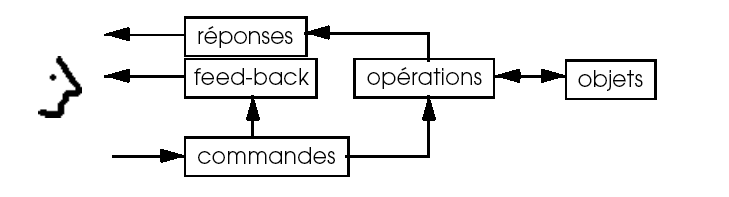 réponses
feed-back
opérations
objets
commandes